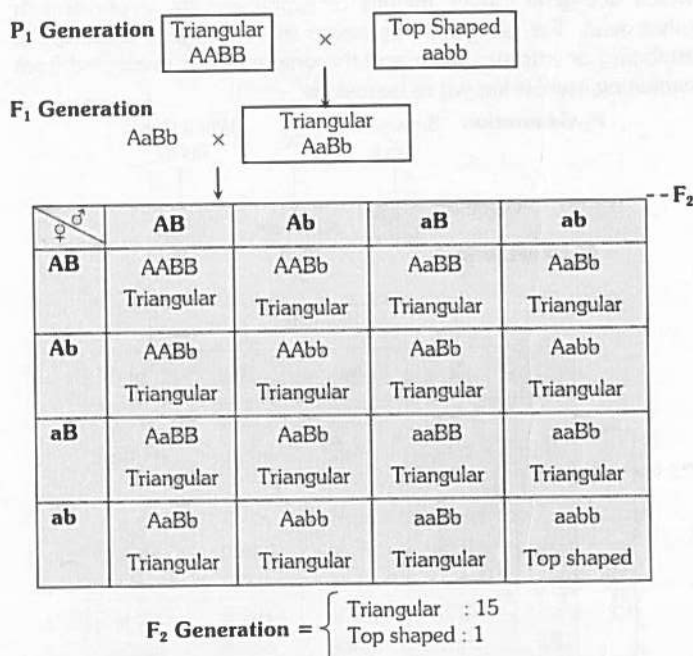 P₁ Generation Triangular AABB × Top Shaped aabb
F₁ Generation
AaBb × Triangular AaBb
F₂
♀ ♂ AB Ab aB ab
AB AABB Triangular AABb Triangular AaBB Triangular AaBb Triangular
Ab AABb Triangular AAbb Triangular AaBb Triangular Aabb Triangular
aB AaBB Triangular AaBb Triangular aaBB Triangular aaBb Triangular
ab AaBb Triangular Aabb Triangular aaBb Triangular aabb Top shaped
F₂ Generation = { Triangular : 15
Top shaped : 1